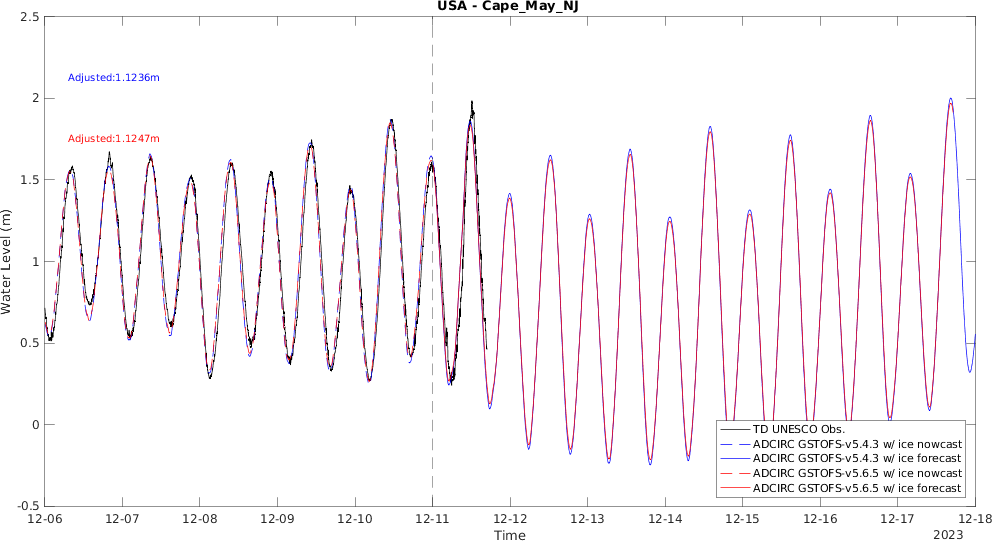 USA - Cape_May_NJ
2.5
2
1.5
1
0.5
0
-0.5
Water Level (m)
Adjusted:1.1236m
Adjusted:1.1247m
TD UNESCO Obs.
ADCIRC GSTOFS-v5.4.3 w/ ice nowcast
ADCIRC GSTOFS-v5.4.3 w/ ice forecast
ADCIRC GSTOFS-v5.6.5 w/ ice nowcast
ADCIRC GSTOFS-v5.6.5 w/ ice forecast
12-06 12-07 12-08 12-09 12-10 12-11 12-12 12-13 12-14 12-15 12-16 12-17 12-18
Time
2023